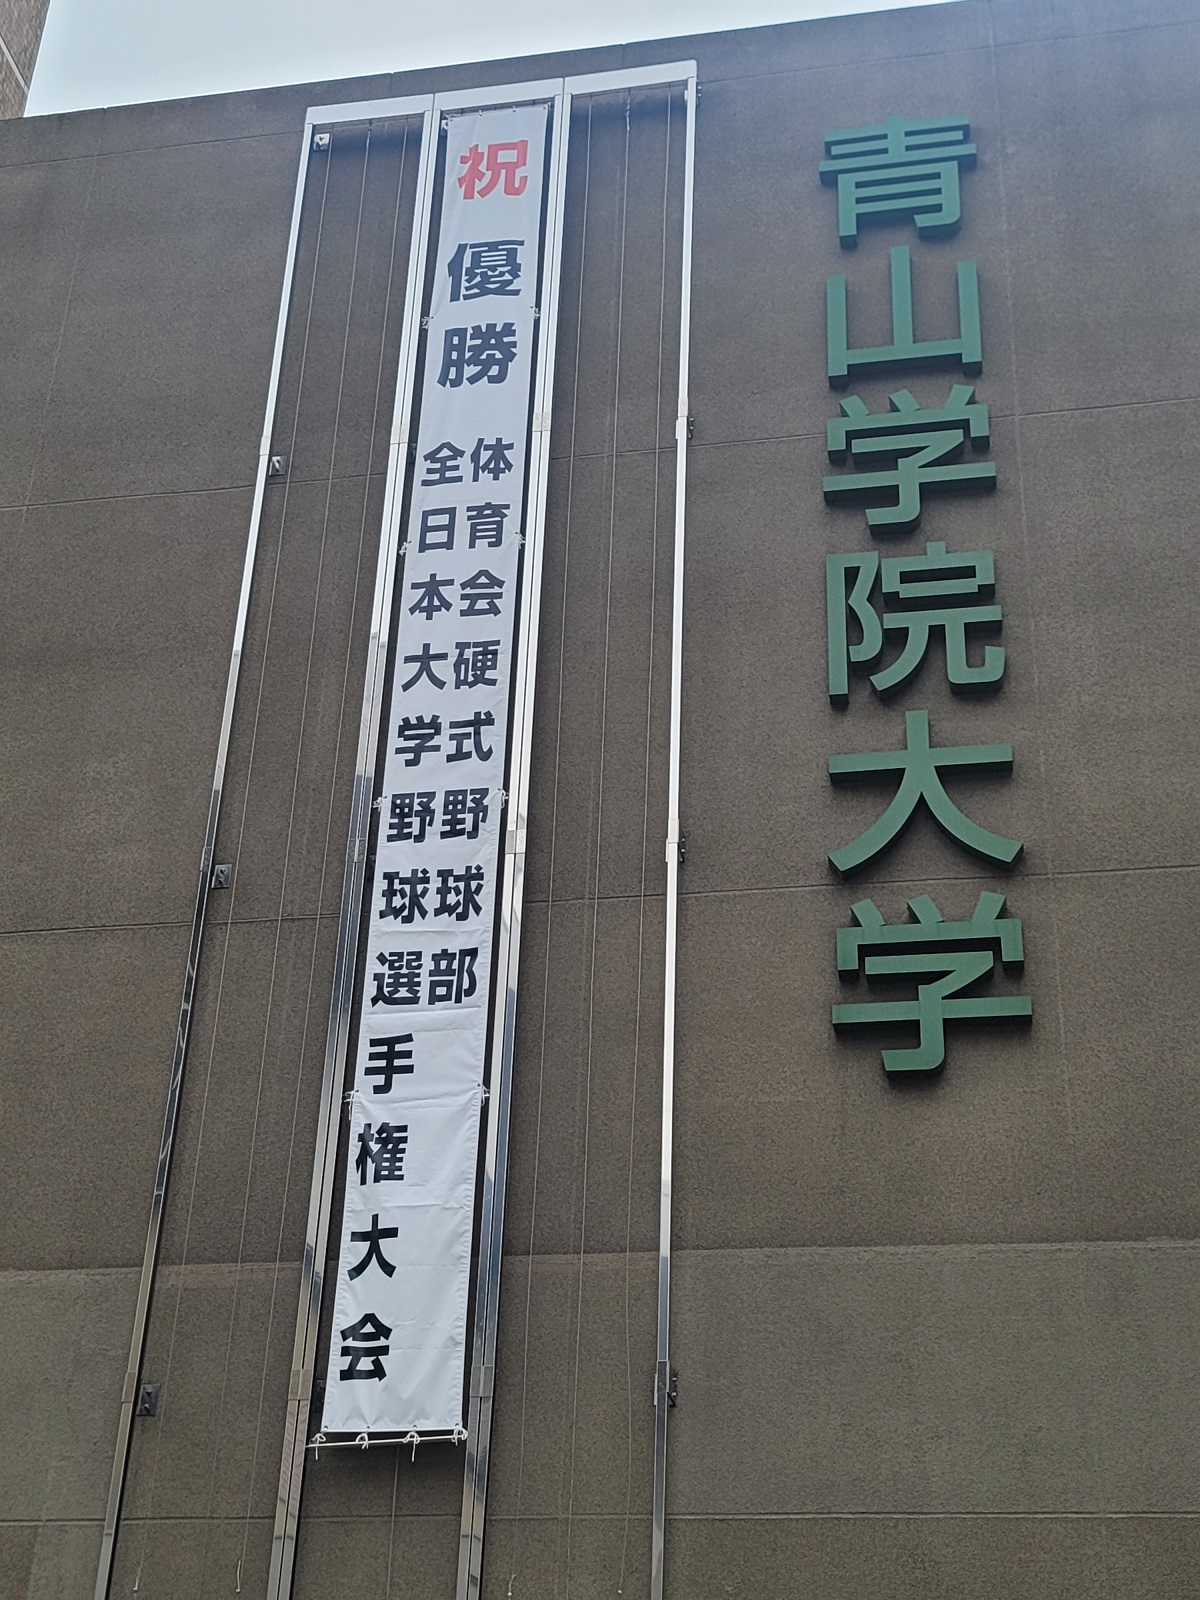 青山学院大学
祝 優勝
体育会硬式野球部
全日本大学野球選手権大会